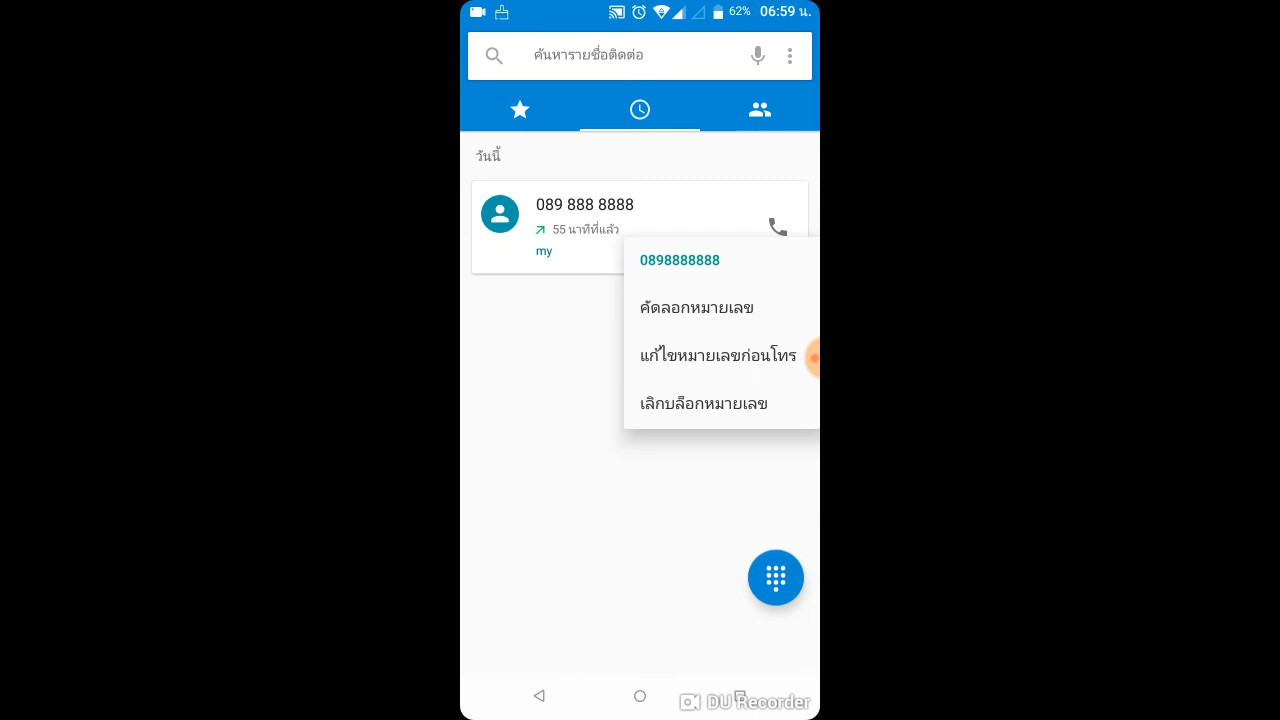 62% 06:59 น.
ค้นหารายชื่อติดต่อ
วันนี้
089 888 8888
55 นาทีที่แล้ว
my
0898888888
คัดลอกหมายเลข
แก้ไขหมายเลขก่อนโทร
เลิกบล็อกหมายเลข
DU Recorder